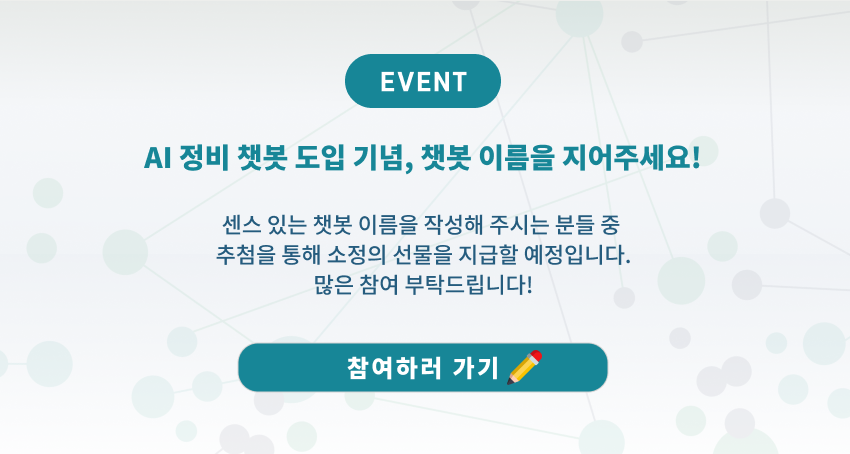 EVENT
AI 정비 챗봇 도입 기념, 챗봇 이름을 지어주세요!
센스 있는 챗봇 이름을 작성해 주시는 분들 중
추첨을 통해 소정의 선물을 지급할 예정입니다.
많은 참여 부탁드립니다!
참여하러 가기